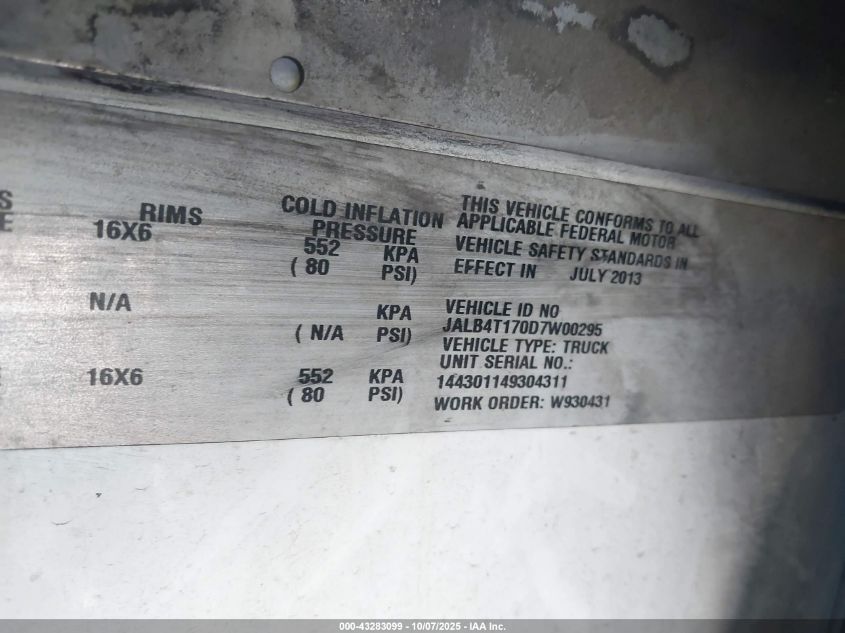 S
E
RIMS
16X6
N/A
16X6
COLD INFLATION
PRESSURE
552 KPA
( 80 PSI)
KPA
( N/A PSI)
552 KPA
( 80 PSI)
THIS VEHICLE CONFORMS TO ALL
APPLICABLE FEDERAL MOTOR
VEHICLE SAFETY STANDARDS IN
EFFECT IN JULY 2013
VEHICLE ID NO
JALB4T170D7W00295
VEHICLE TYPE: TRUCK
UNIT SERIAL NO.:
144301149304311
WORK ORDER: W930431
000-43283099 - 10/07/2025 - IAA Inc.